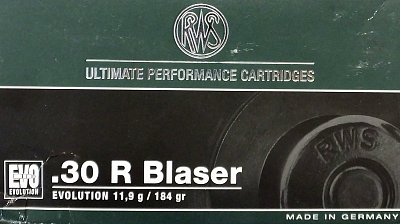 RWS
ULTIMATE PERFORMANCE CARTRIDGES
RWS
EVO
EVOLUTION
.30 R Blaser
EVOLUTION 11,9 g / 184 gr
MADE IN GERMANY